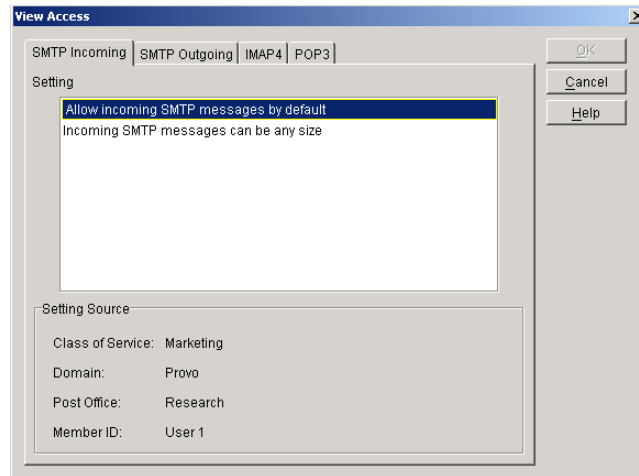 View Access
SMTP Incoming SMTP Outgoing IMAP4 POP3
OK
Cancel
Help
Setting
Allow incoming SMTP messages by default
Incoming SMTP messages can be any size
Setting Source
Class of Service: Marketing
Domain: Provo
Post Office: Research
Member ID: User 1